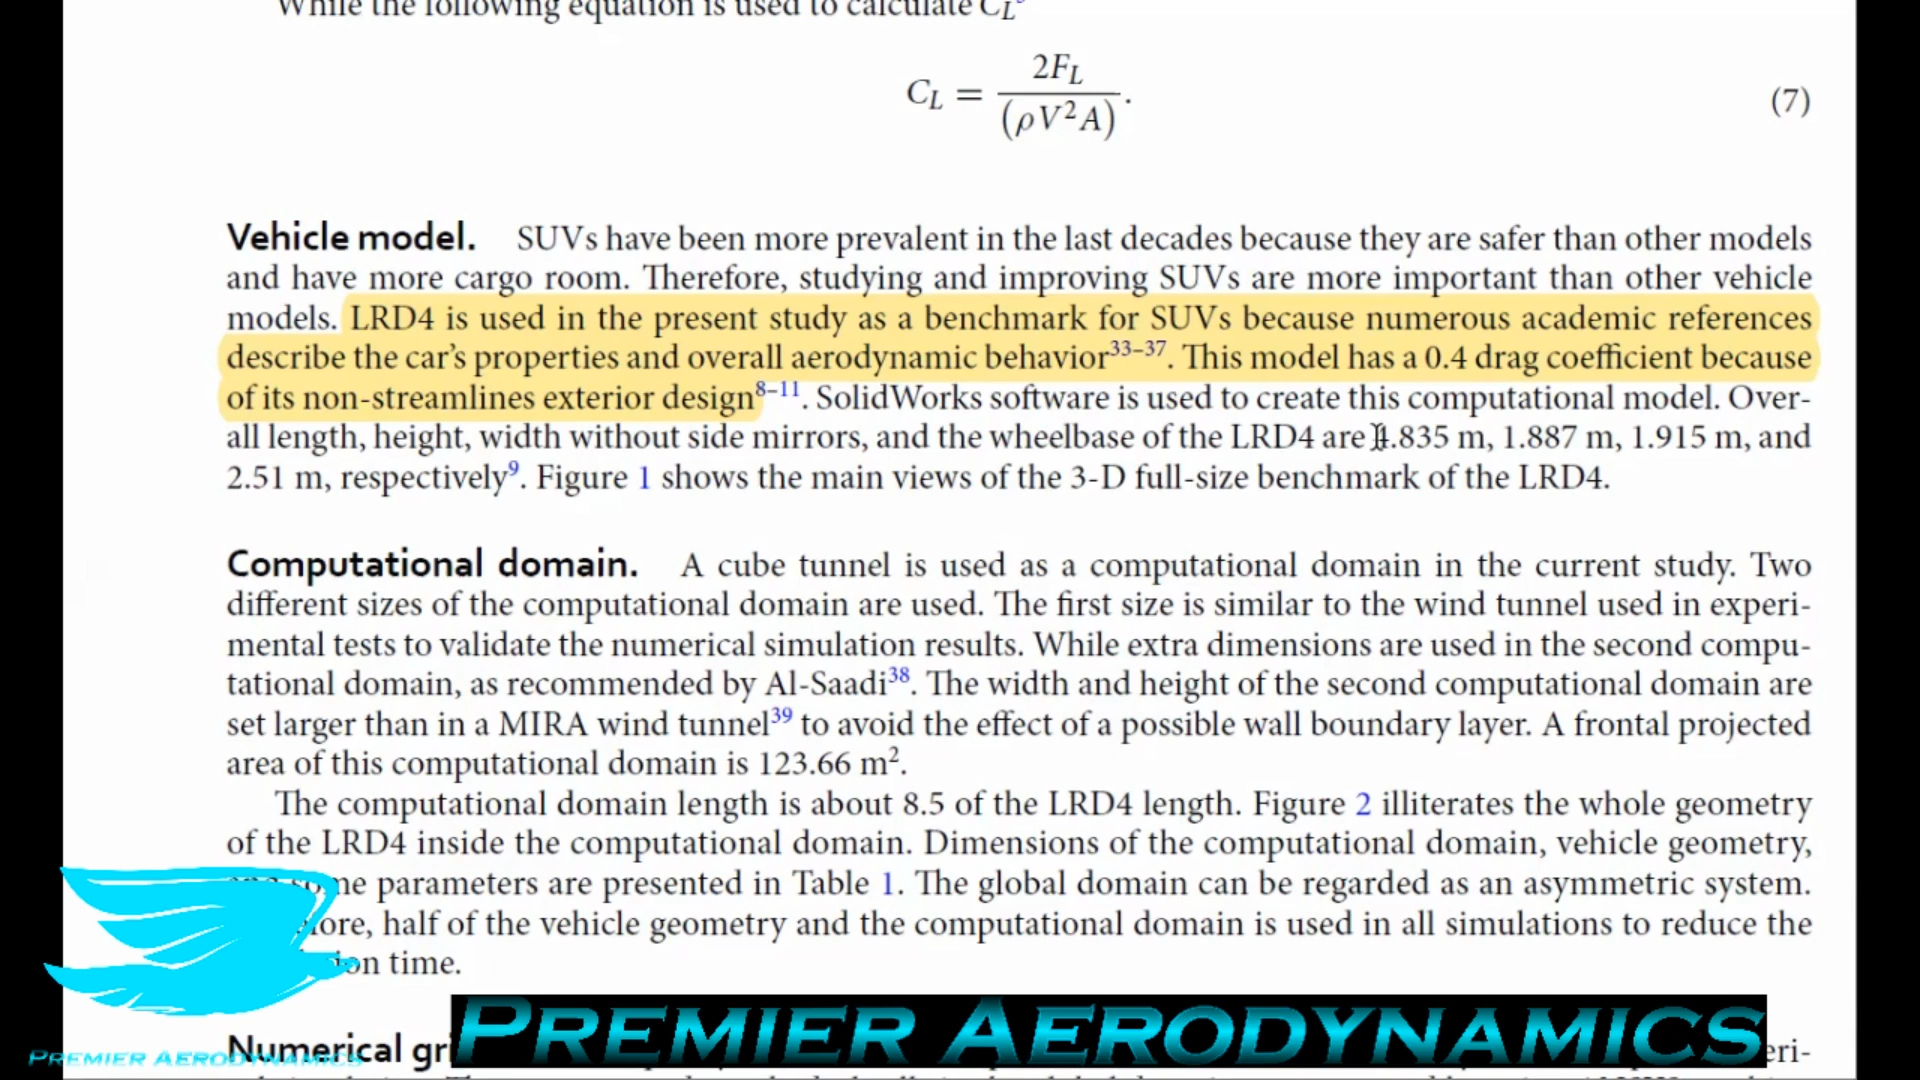 While the following equation is used to calculate C_L
C_L = 2F_L / (ρV²A). (7)
Vehicle model. SUVs have been more prevalent in the last decades because they are safer than other models
and have more cargo room. Therefore, studying and improving SUVs are more important than other vehicle
models. LRD4 is used in the present study as a benchmark for SUVs because numerous academic references
describe the car's properties and overall aerodynamic behavior33–37. This model has a 0.4 drag coefficient because
of its non-streamlines exterior design8–11. SolidWorks software is used to create this computational model. Over-
all length, height, width without side mirrors, and the wheelbase of the LRD4 are 4.835 m, 1.887 m, 1.915 m, and
2.51 m, respectively9. Figure 1 shows the main views of the 3-D full-size benchmark of the LRD4.
Computational domain. A cube tunnel is used as a computational domain in the current study. Two
different sizes of the computational domain are used. The first size is similar to the wind tunnel used in experi-
mental tests to validate the numerical simulation results. While extra dimensions are used in the second compu-
tational domain, as recommended by Al-Saadi38. The width and height of the second computational domain are
set larger than in a MIRA wind tunnel39 to avoid the effect of a possible wall boundary layer. A frontal projected
area of this computational domain is 123.66 m².
The computational domain length is about 8.5 of the LRD4 length. Figure 2 illiterates the whole geometry
of the LRD4 inside the computational domain. Dimensions of the computational domain, vehicle geometry,
some parameters are presented in Table 1. The global domain can be regarded as an asymmetric system.
half of the vehicle geometry and the computational domain is used in all simulations to reduce the
time.
Numerical
PREMIER AERODYNAMICS
PREMIER AERODYNAMICS